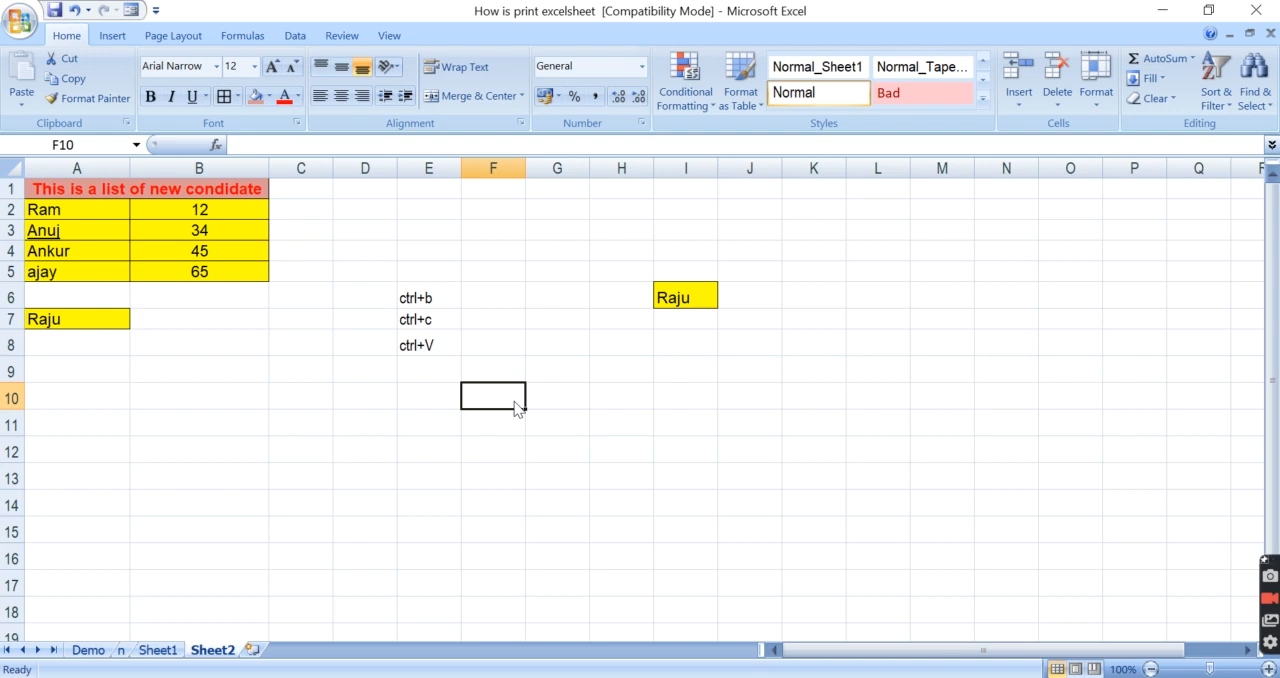 How is print excelsheet [Compatibility Mode] - Microsoft Excel
Home Insert Page Layout Formulas Data Review View
Paste
Cut
Copy
Format Painter
Clipboard
Arial Narrow 12
B I U A
Font
Wrap Text
Merge & Center
Alignment
General
% ,
Number
Conditional Formatting
Format as Table
Normal_Sheet1 Normal_Tape...
Normal Bad
Styles
Insert Delete Format
Cells
Σ AutoSum
Fill
Clear
Sort & Filter
Find & Select
Editing
F10 fx
A B C D E F G H I J K L M N O P Q
1 This is a list of new condidate
2 Ram 12
3 Anuj 34
4 Ankur 45
5 ajay 65
6 ctrl+b Raju
7 Raju ctrl+c
8 ctrl+V
9
10
11
12
13
14
15
16
17
18
19
Demo n Sheet1 Sheet2
Ready 100%